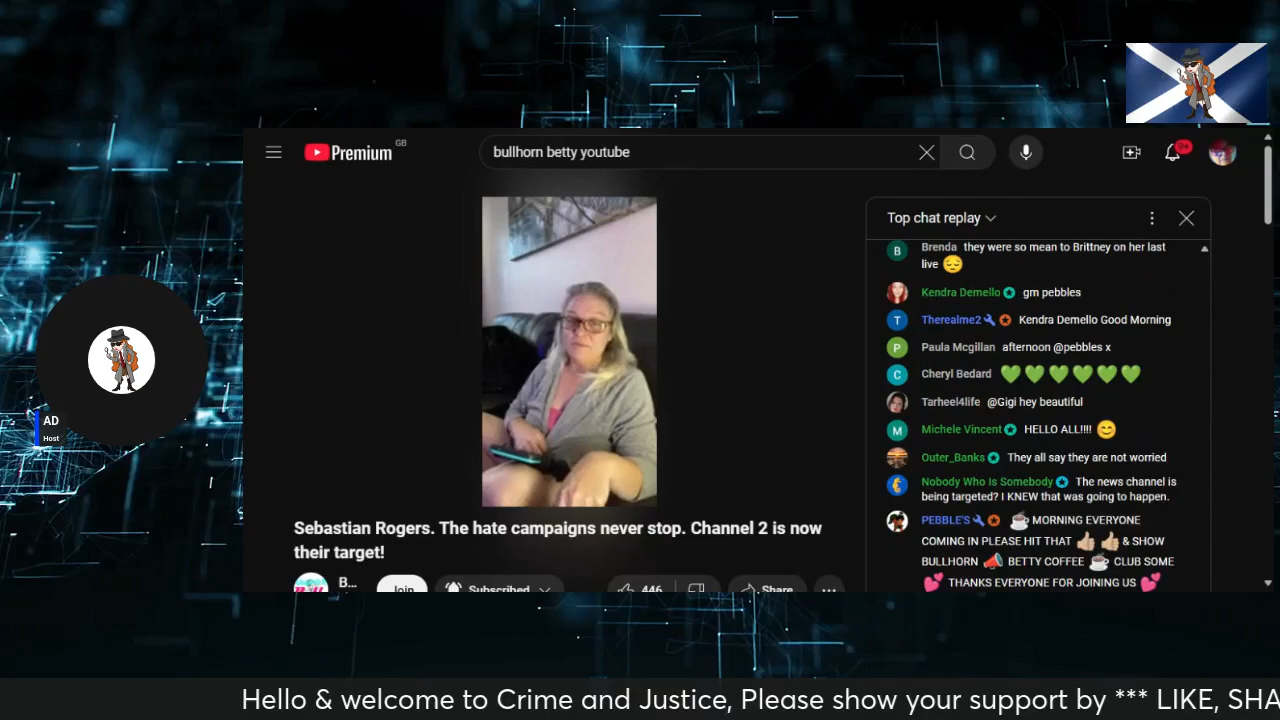 Premium
GB
bullhorn betty youtube
9+
Top chat replay
B
Brenda they were so mean to Brittney on her last
live 😔
Kendra Demello gm pebbles
T
Therealme2 Kendra Demello Good Morning
P
Paula Mcgillan afternoon @pebbles x
C
Cheryl Bedard 💚💚💚💚💚💚
Tarheel4life @Gigi hey beautiful
M
Michele Vincent HELLO ALL!!!! 😊
Outer_Banks They all say they are not worried
Nobody Who Is Somebody The news channel is
being targeted? I KNEW that was going to happen.
PEBBLE'S ☕ MORNING EVERYONE
COMING IN PLEASE HIT THAT 👍🏼 👍🏼 & SHOW
BULLHORN 📣 BETTY COFFEE ☕ CLUB SOME
💕 THANKS EVERYONE FOR JOINING US 💕
Sebastian Rogers. The hate campaigns never stop. Channel 2 is now
their target!
B...
Join
Subscribed
446
Share
AD
Host
Hello & welcome to Crime and Justice, Please show your support by *** LIKE, SHA